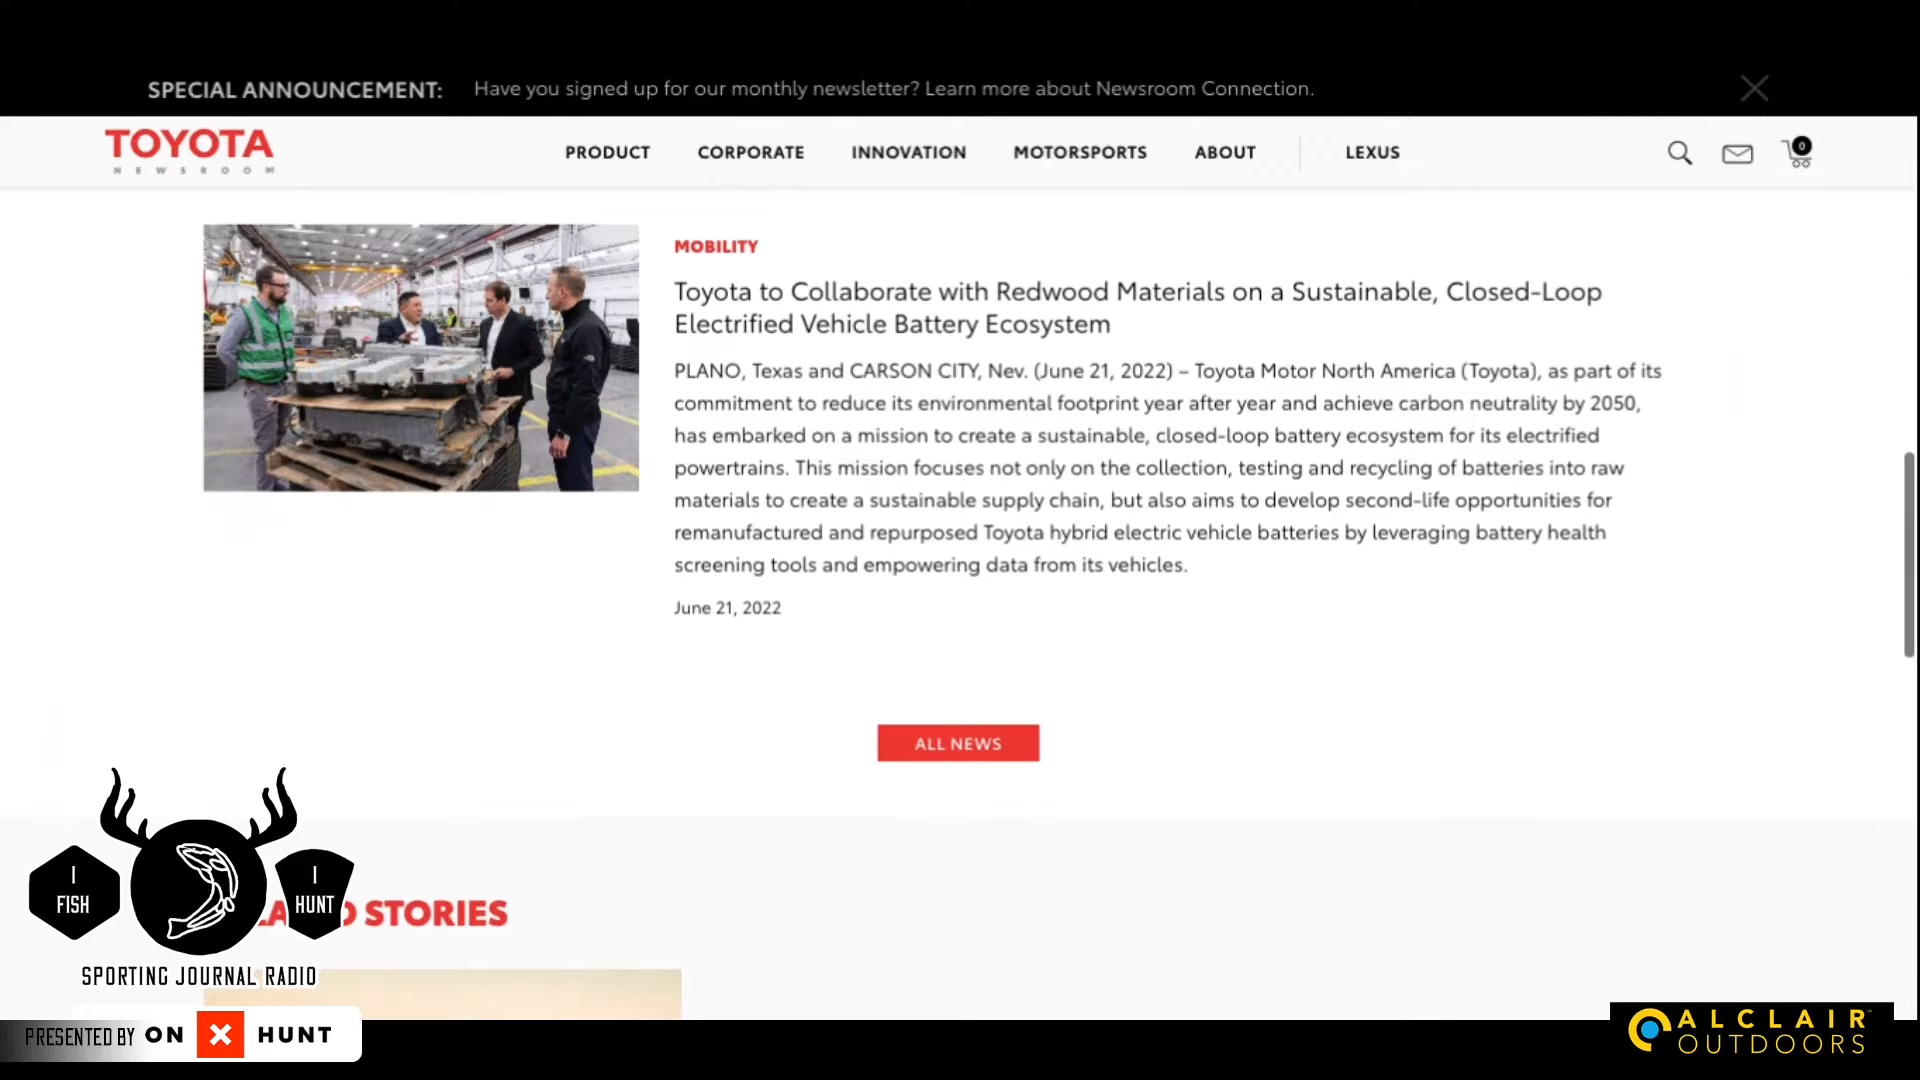 SPECIAL ANNOUNCEMENT: Have you signed up for our monthly newsletter? Learn more about Newsroom Connection.
TOYOTA
NEWSROOM
PRODUCT CORPORATE INNOVATION MOTORSPORTS ABOUT LEXUS
0
MOBILITY
Toyota to Collaborate with Redwood Materials on a Sustainable, Closed-Loop
Electrified Vehicle Battery Ecosystem
PLANO, Texas and CARSON CITY, Nev. (June 21, 2022) – Toyota Motor North America (Toyota), as part of its
commitment to reduce its environmental footprint year after year and achieve carbon neutrality by 2050,
has embarked on a mission to create a sustainable, closed-loop battery ecosystem for its electrified
powertrains. This mission focuses not only on the collection, testing and recycling of batteries into raw
materials to create a sustainable supply chain, but also aims to develop second-life opportunities for
remanufactured and repurposed Toyota hybrid electric vehicle batteries by leveraging battery health
screening tools and empowering data from its vehicles.
June 21, 2022
ALL NEWS
I
FISH
I
HUNT
STORIES
SPORTING JOURNAL RADIO
PRESENTED BY ON X HUNT
ALCLAIR
OUTDOORS